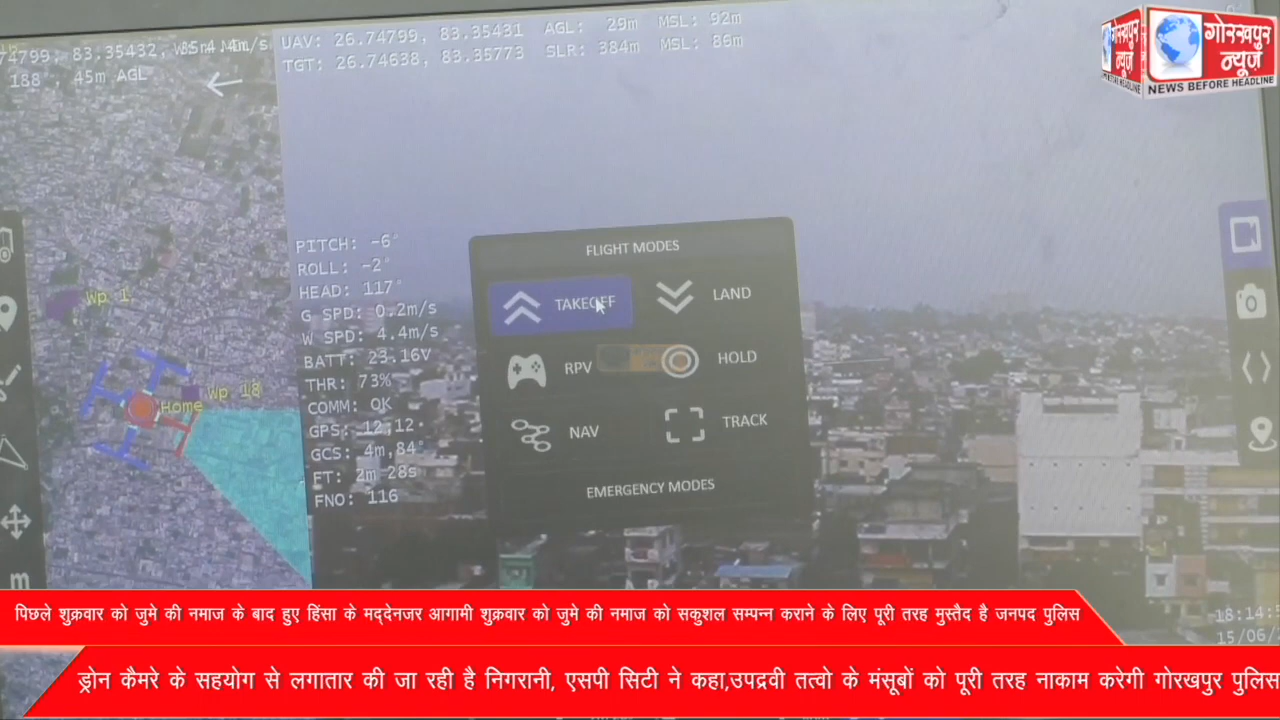 UAV: 26.74799, 83.35431 AGL: 29m MSL: 92m
TGT: 26.74638, 83.35773 SLR: 384m MSL: 86m
74799, 83.35432,
188 , 45m AGL
गोरखपुर न्यूज़
गोरखपुर
न्यूज़
NEWS BEFORE HEADLINE
PITCH: -6°
ROLL: -2°
HEAD: 117°
G SPD: 0.2m/s
W SPD: 4.4m/s
BATT: 23.16V
THR: 73%
COMM: OK
GPS: 12,12
GCS: 4m,84°
FT: 2m 28s
FNO: 116
FLIGHT MODES
TAKEOFF
LAND
RPV
HOLD
NAV
TRACK
EMERGENCY MODES
Wp 1
Home
Wp 18
m
18:14:5
15/06/
पिछले शुक्रवार को जुमे की नमाज के बाद हुए हिंसा के मद्देनजर आगामी शुक्रवार को जुमे की नमाज को सकुशल सम्पन्न कराने के लिए पूरी तरह मुस्तैद है जनपद पुलिस
ड्रोन कैमरे के सहयोग से लगातार की जा रही है निगरानी, एसपी सिटी ने कहा,उपद्रवी तत्वो के मंसूबों को पूरी तरह नाकाम करेगी गोरखपुर पुलिस